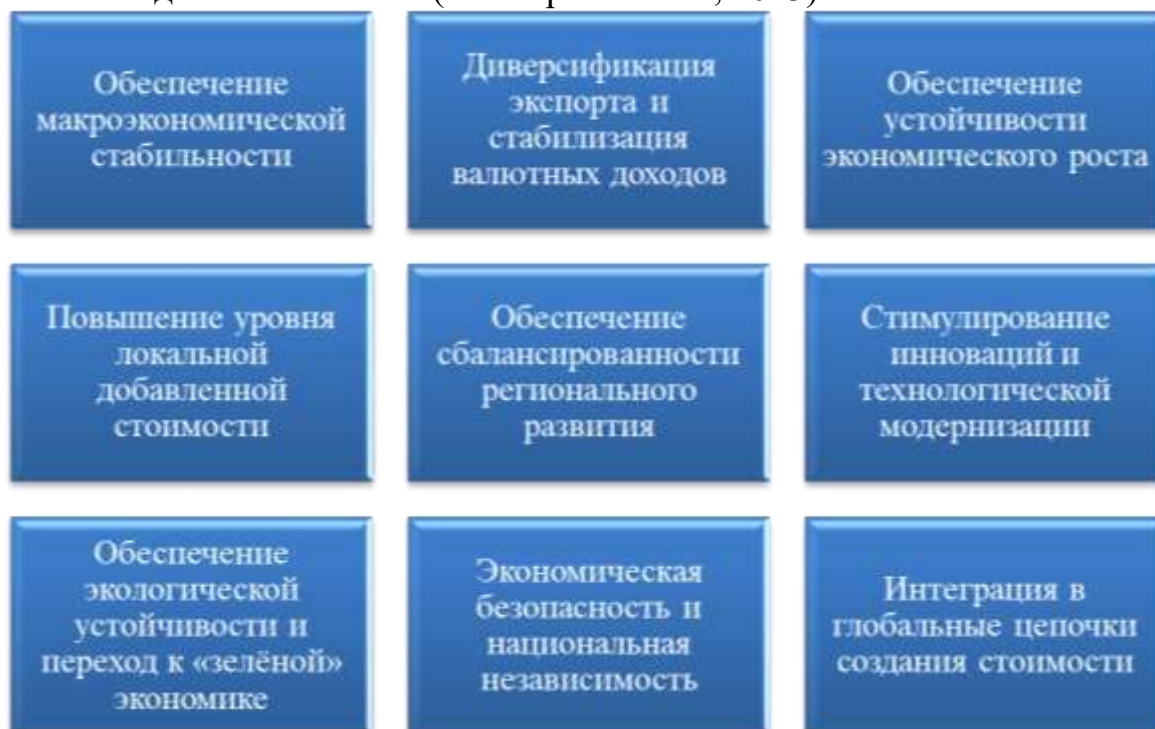 Обеспечение
макроэкономической
стабильности
Диверсификация
экспорта и
стабилизация
валютных доходов
Обеспечение
устойчивости
экономического роста
Повышение уровня
локальной
добавленной
стоимости
Обеспечение
сбалансированности
регионального
развития
Стимулирование
инноваций и
технологической
модернизации
Обеспечение
экологической
устойчивости и
переход к «зелёной»
экономике
Экономическая
безопасность и
национальная
независимость
Интеграция в
глобальные цепочки
создания стоимости